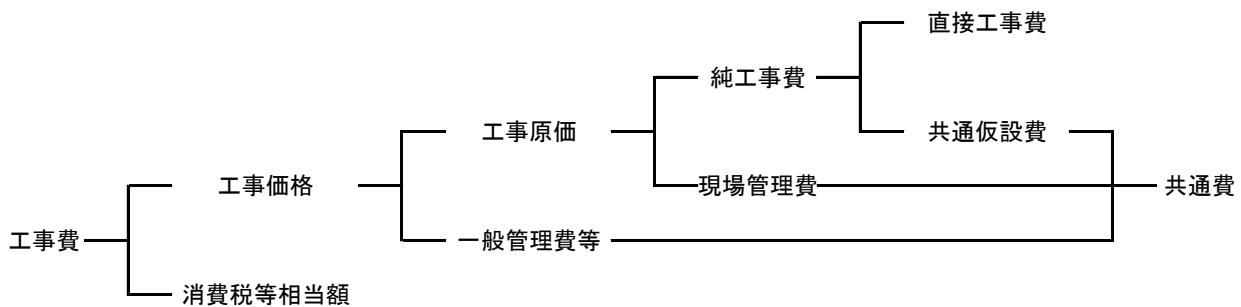 直接工事費
純工事費
工事原価
共通仮設費
工事価格
現場管理費
共通費
工事費
一般管理費等
消費税等相当額